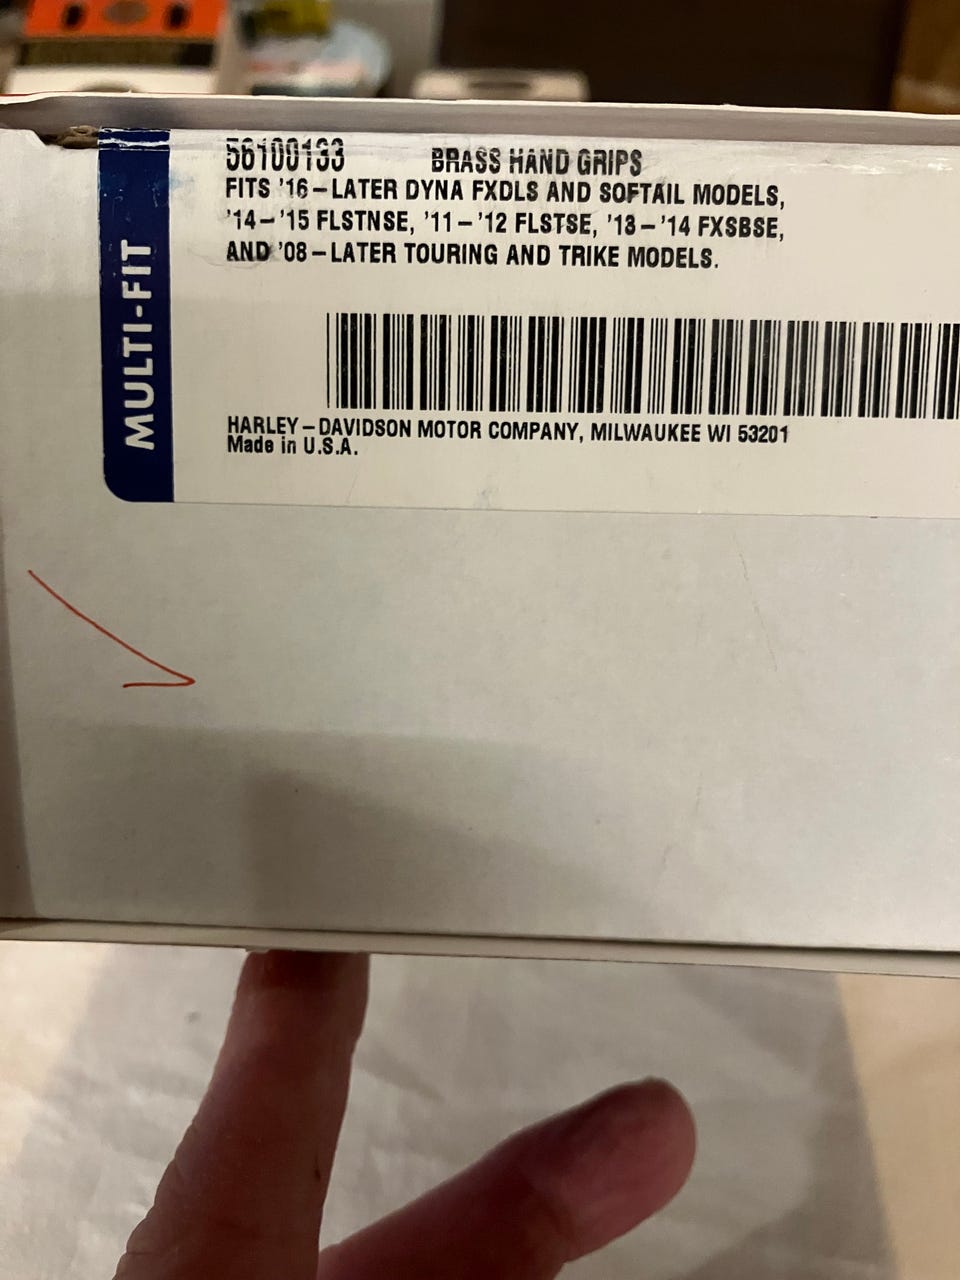 MULTI-FIT
56100133 BRASS HAND GRIPS
FITS '16-LATER DYNA FXDLS AND SOFTAIL MODELS,
'14-'15 FLSTNSE, '11-'12 FLSTSE, '13-'14 FXSBSE,
AND '08-LATER TOURING AND TRIKE MODELS.
HARLEY-DAVIDSON MOTOR COMPANY, MILWAUKEE WI 53201
Made in U.S.A.